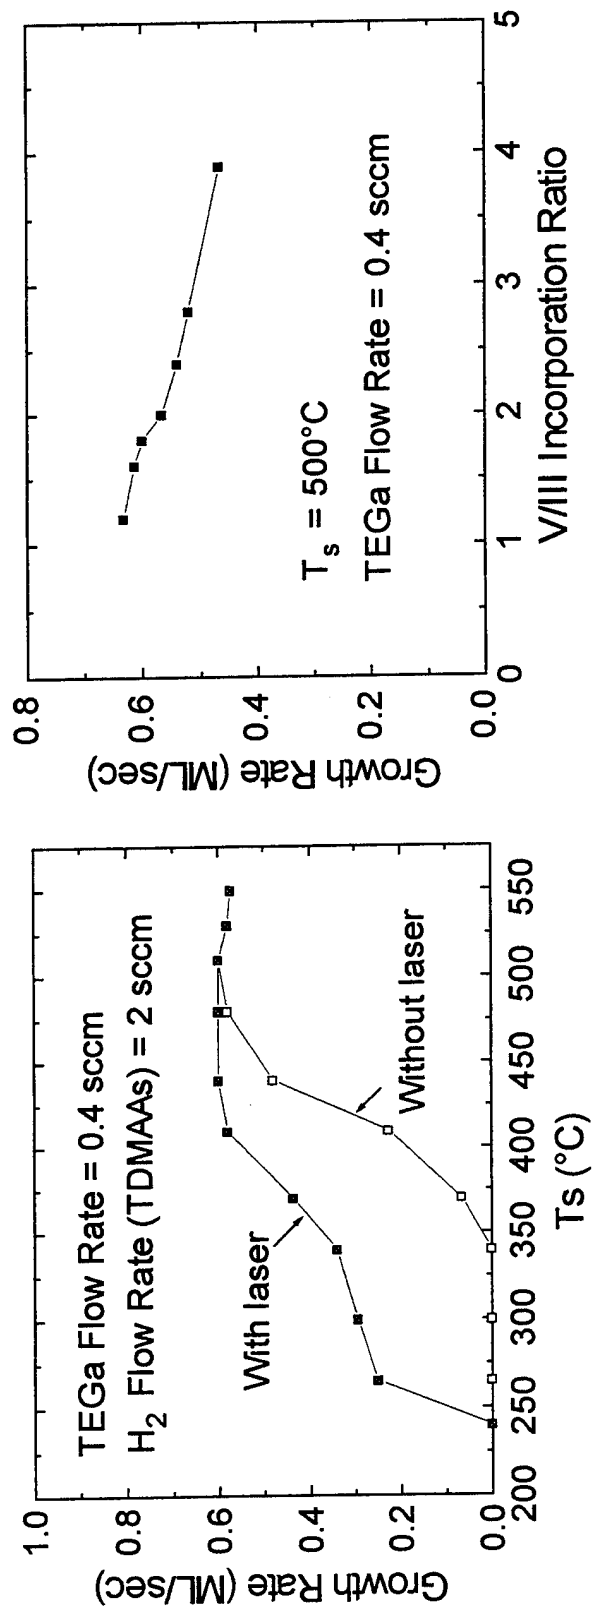 TEGa Flow Rate = 0.4 sccm
H2 Flow Rate (TDMAAs) = 2 sccm
With laser
Without laser
Growth Rate (ML/sec)
1.0
0.8
0.6
0.4
0.2
0.0
200
250
300
350
400
450
500
550
Ts (°C)
Growth Rate (ML/sec)
0.8
0.6
0.4
0.2
0.0
Ts = 500°C
TEGa Flow Rate = 0.4 sccm
0
1
2
3
4
5
V/III Incorporation Ratio